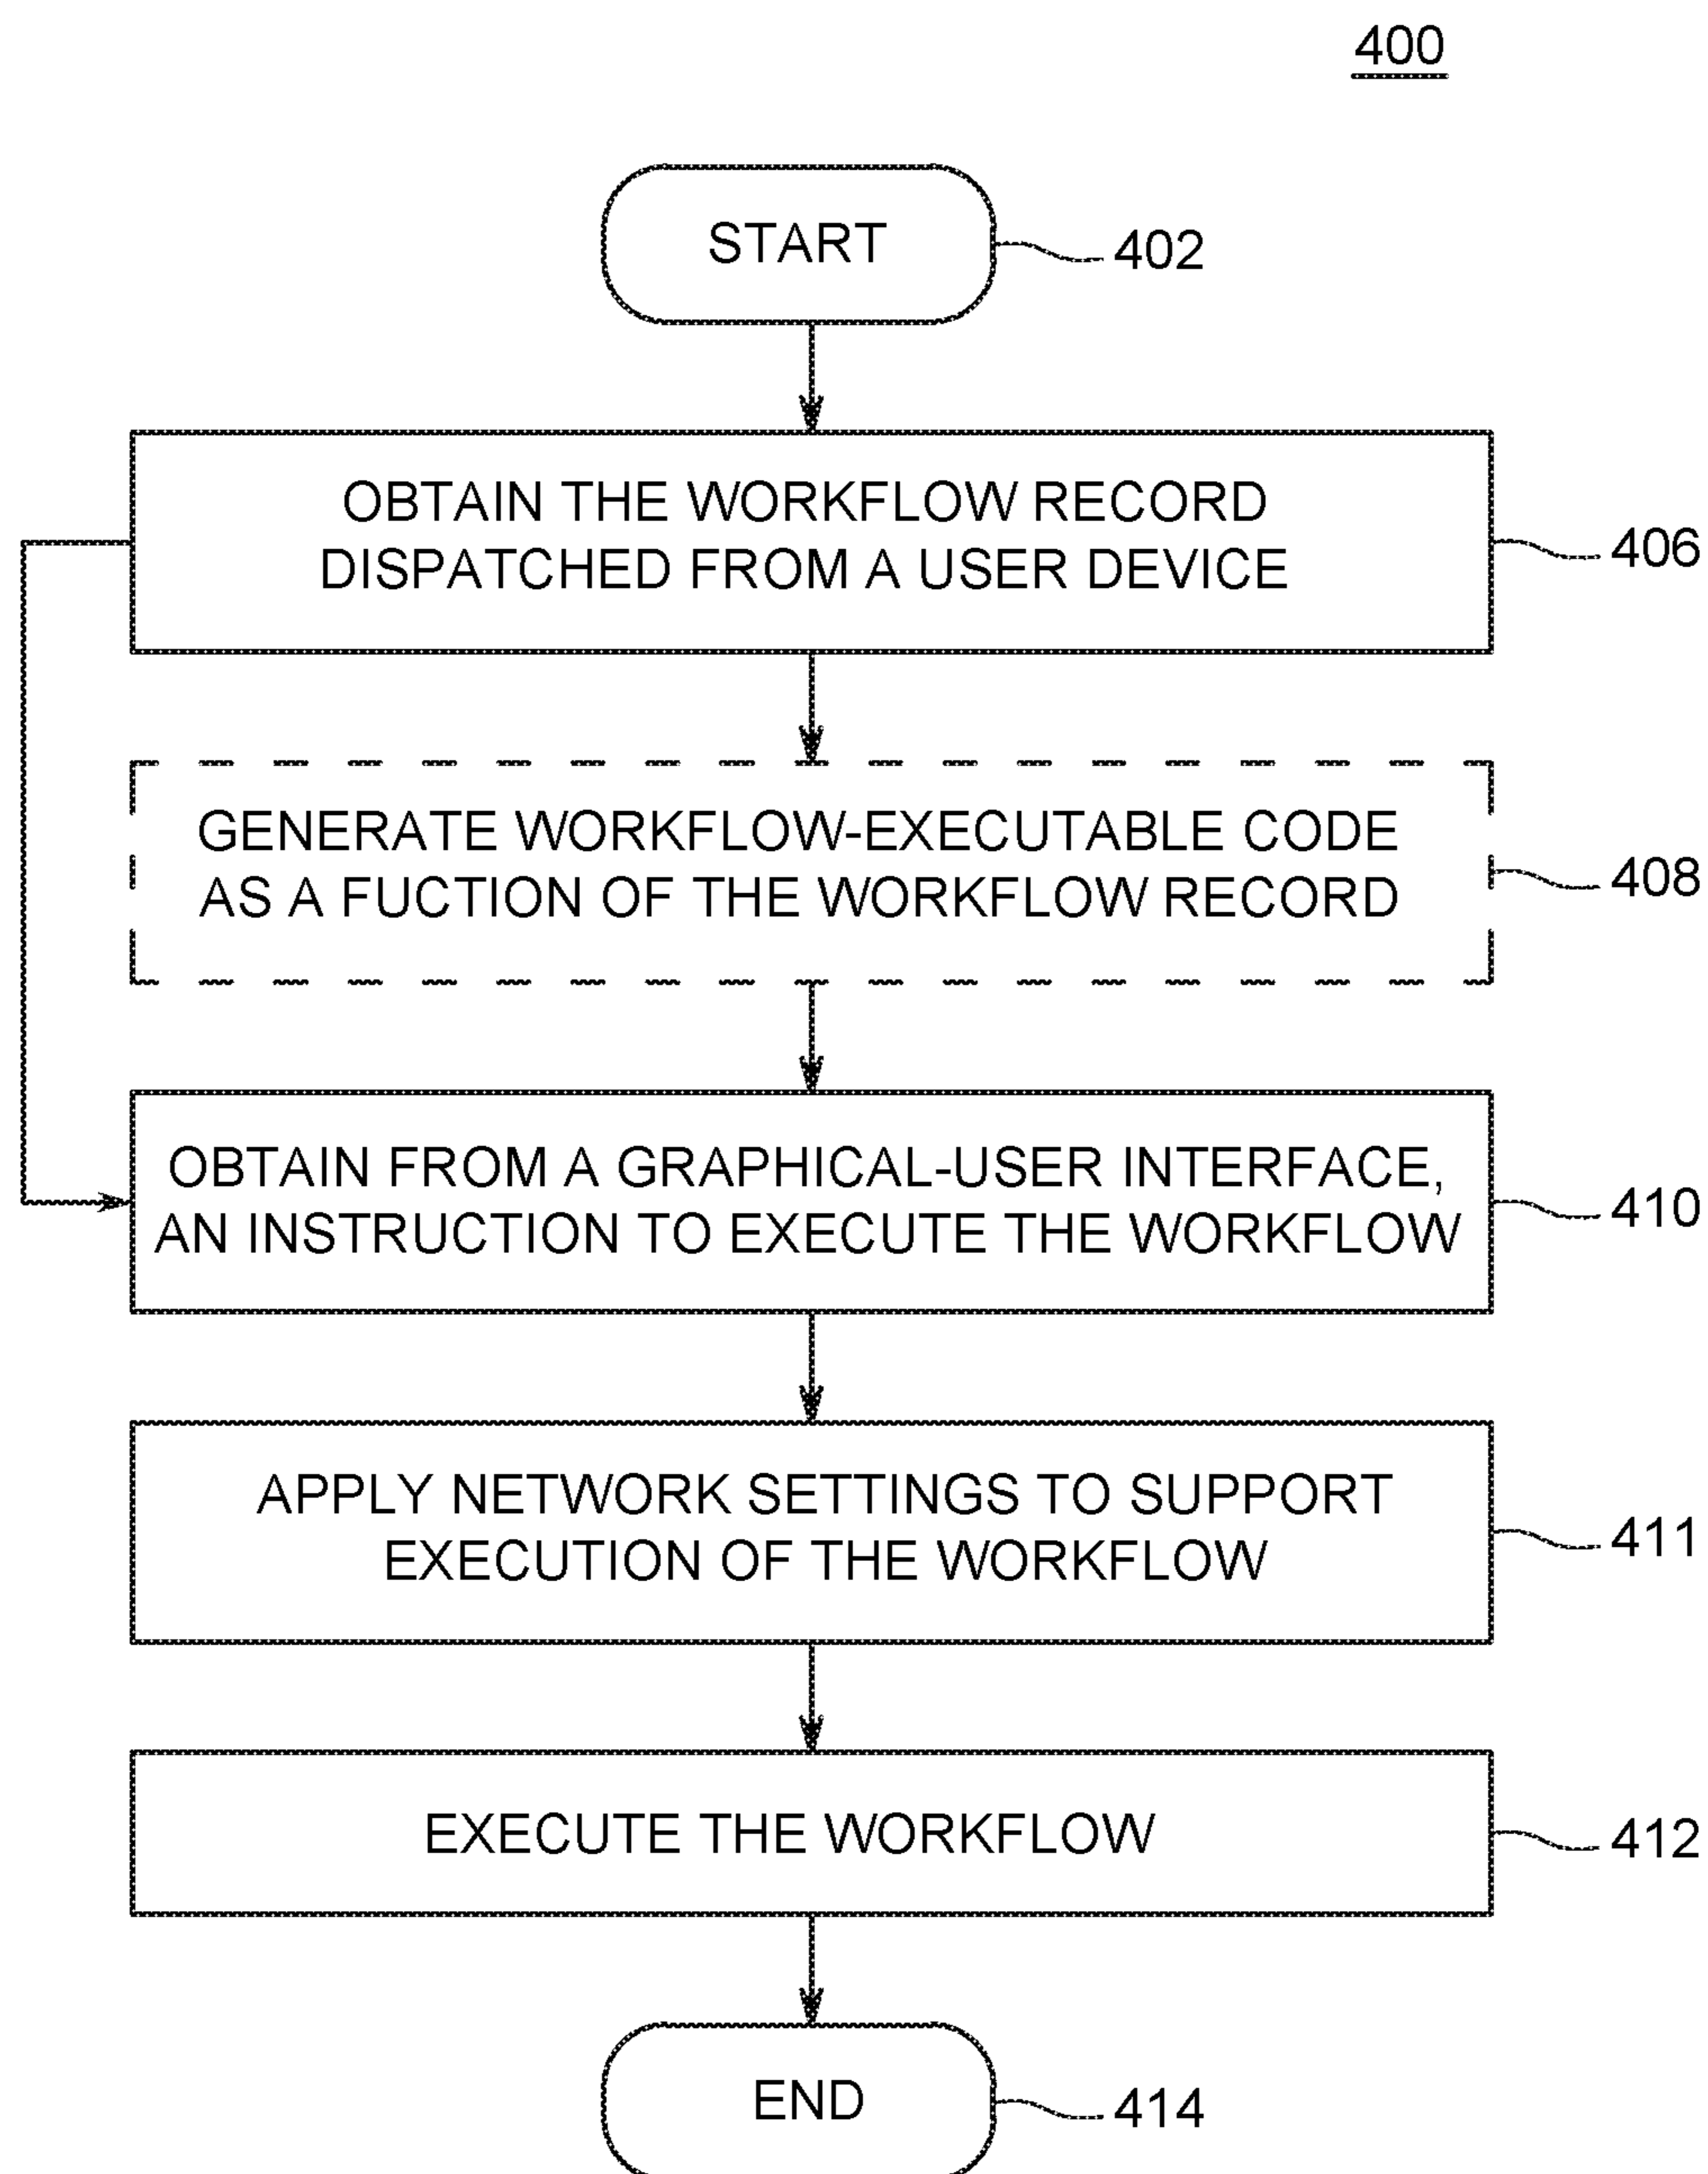 400
START
402
OBTAIN THE WORKFLOW RECORD
DISPATCHED FROM A USER DEVICE
406
GENERATE WORKFLOW-EXECUTABLE CODE
AS A FUCTION OF THE WORKFLOW RECORD
408
OBTAIN FROM A GRAPHICAL-USER INTERFACE,
AN INSTRUCTION TO EXECUTE THE WORKFLOW
410
APPLY NETWORK SETTINGS TO SUPPORT
EXECUTION OF THE WORKFLOW
411
EXECUTE THE WORKFLOW
412
END
414